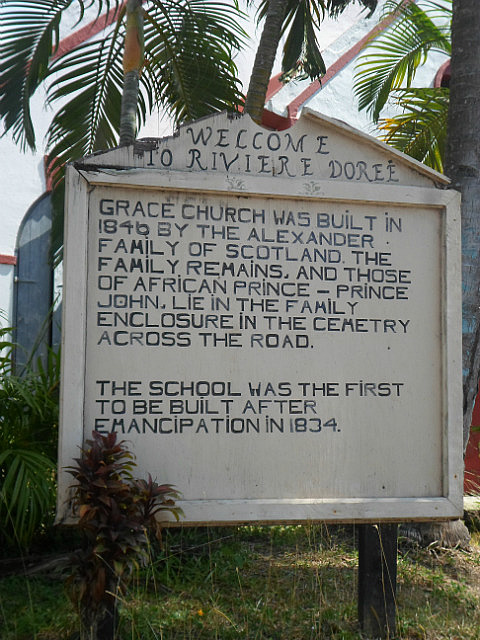 WELCOME
TO RIVIERE DOREÉ
GRACE CHURCH WAS BUILT IN
1846 BY THE ALEXANDER
FAMILY OF SCOTLAND. THE
FAMILY REMAINS, AND THOSE
OF AFRICAN PRINCE – PRINCE
JOHN, LIE IN THE FAMILY
ENCLOSURE IN THE CEMETRY
ACROSS THE ROAD.
THE SCHOOL WAS THE FIRST
TO BE BUILT AFTER
EMANCIPATION IN 1834.